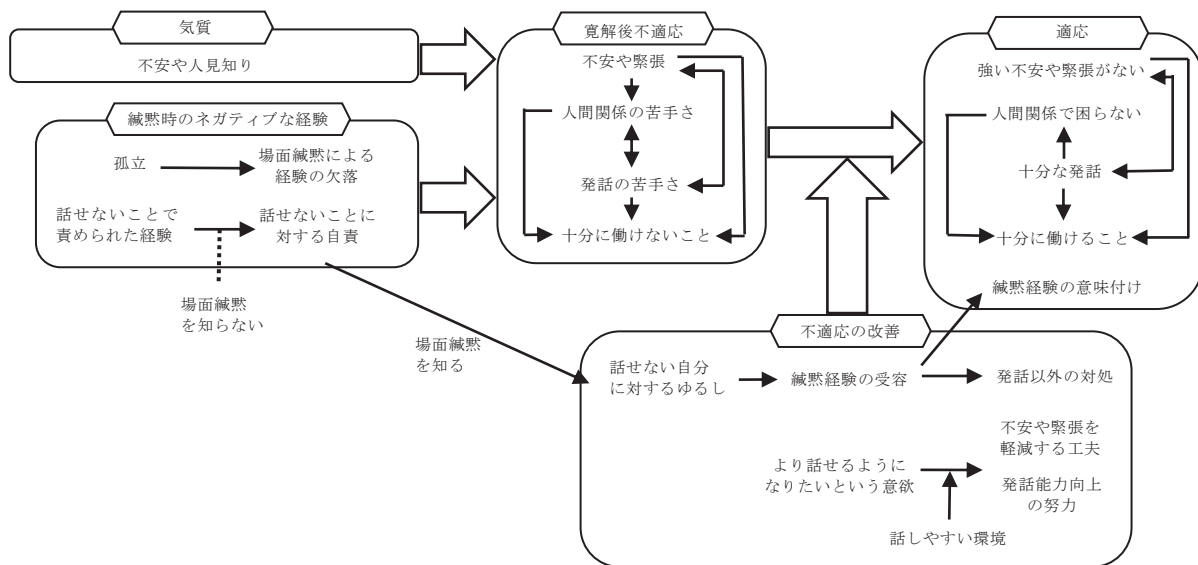 気質
不安や人見知り
緘黙時のネガティブな経験
孤立
場面緘黙による
経験の欠落
話せないことで
責められた経験
話せないことに
対する自責
場面緘黙
を知らない
場面緘黙
を知る
寛解後不適応
不安や緊張
人間関係の苦手さ
発話の苦手さ
十分に働けないこと
適応
強い不安や緊張がない
人間関係で困らない
十分な発話
十分に働けること
緘黙経験の意味付け
不適応の改善
話せない自分
に対するゆるし
緘黙経験の受容
発話以外の対処
より話せるように
なりたいという意欲
不安や緊張を
軽減する工夫
発話能力向上
の努力
話しやすい環境